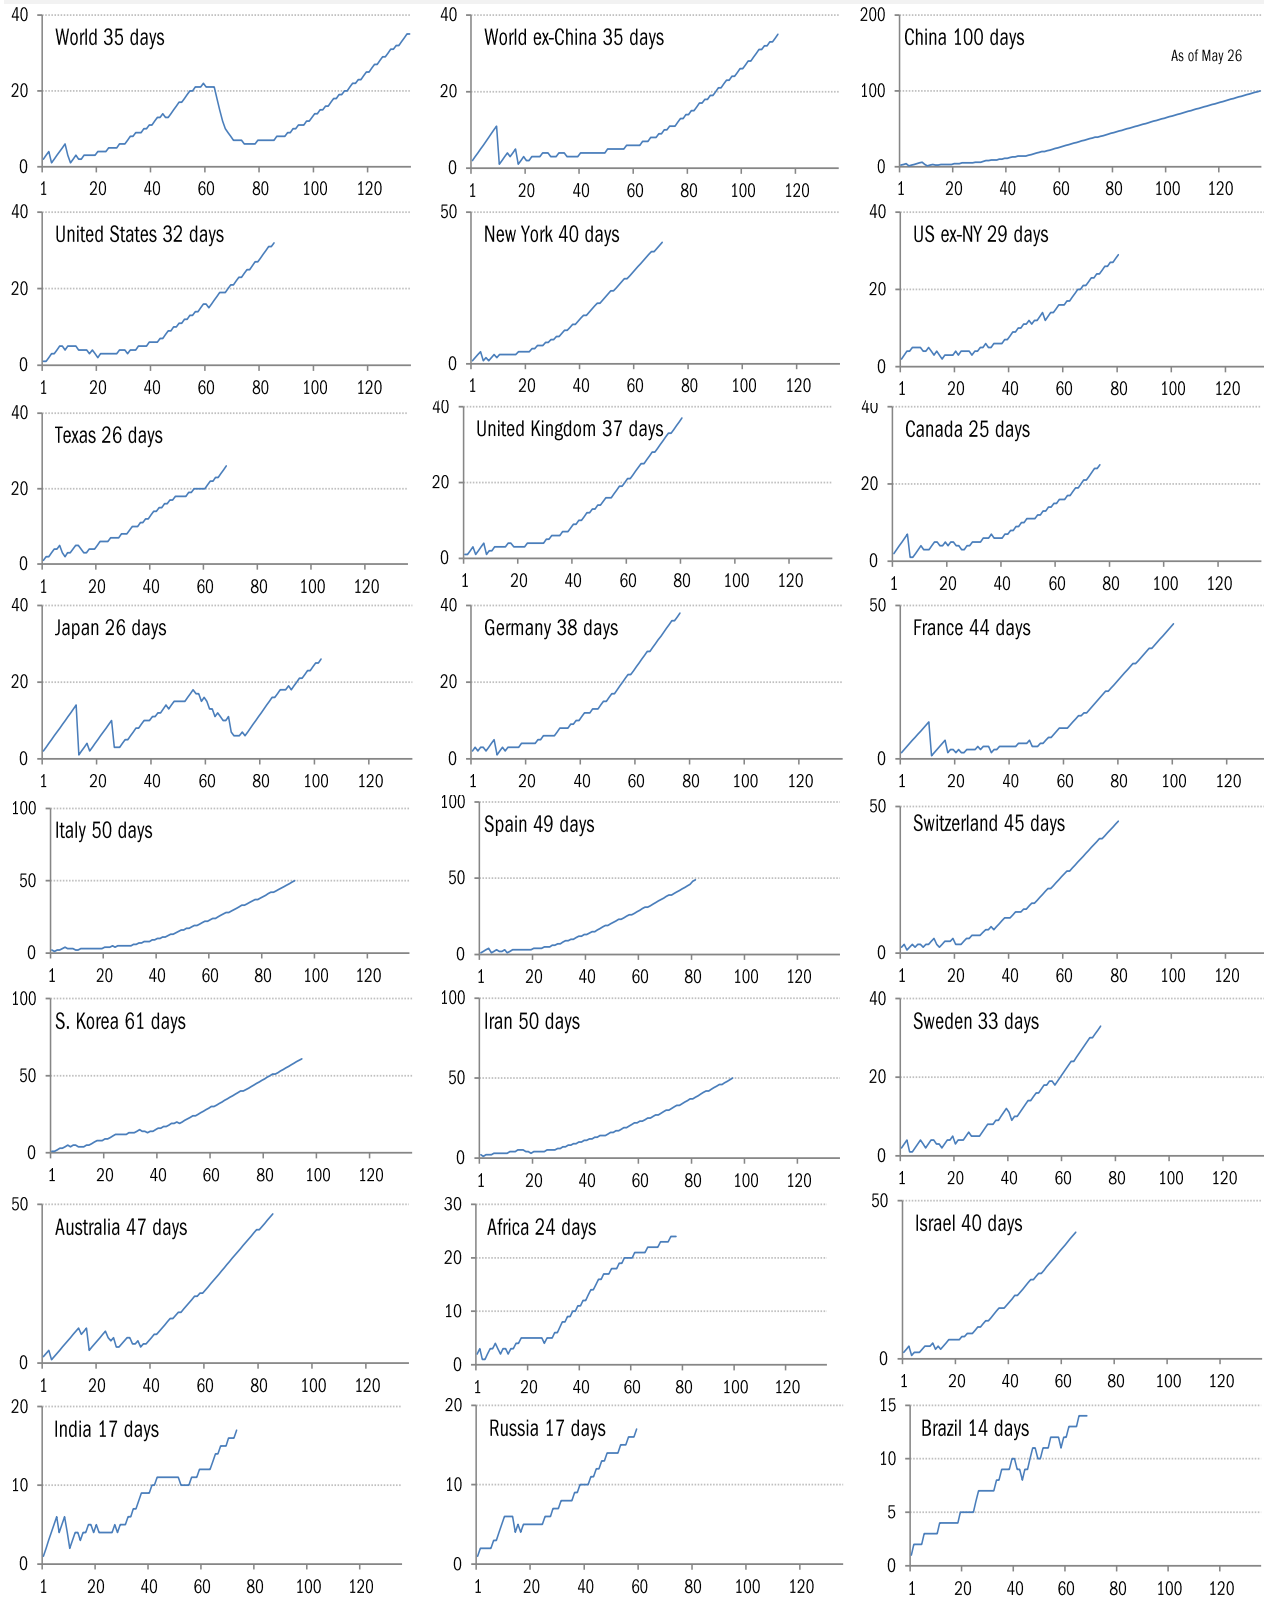 World 35 days
40
20
0
1 20 40 60 80 100 120
World ex-China 35 days
40
20
0
1 20 40 60 80 100 120
China 100 days
As of May 26
200
100
0
1 20 40 60 80 100 120
United States 32 days
40
20
0
1 20 40 60 80 100 120
New York 40 days
50
0
1 20 40 60 80 100 120
US ex-NY 29 days
40
20
0
1 20 40 60 80 100 120
Texas 26 days
40
20
0
1 20 40 60 80 100 120
United Kingdom 37 days
40
20
0
1 20 40 60 80 100 120
Canada 25 days
40
20
0
1 20 40 60 80 100 120
Japan 26 days
40
20
0
1 20 40 60 80 100 120
Germany 38 days
40
20
0
1 20 40 60 80 100 120
France 44 days
50
0
1 20 40 60 80 100 120
Italy 50 days
100
50
0
1 20 40 60 80 100 120
Spain 49 days
100
50
0
1 20 40 60 80 100 120
Switzerland 45 days
50
0
1 20 40 60 80 100 120
S. Korea 61 days
100
50
0
1 20 40 60 80 100 120
Iran 50 days
100
50
0
1 20 40 60 80 100 120
Sweden 33 days
40
20
0
1 20 40 60 80 100 120
Australia 47 days
50
0
1 20 40 60 80 100 120
Africa 24 days
30
20
10
0
1 20 40 60 80 100 120
Israel 40 days
50
0
1 20 40 60 80 100 120
India 17 days
20
10
0
1 20 40 60 80 100 120
Russia 17 days
20
10
0
1 20 40 60 80 100 120
Brazil 14 days
15
10
5
0
1 20 40 60 80 100 120